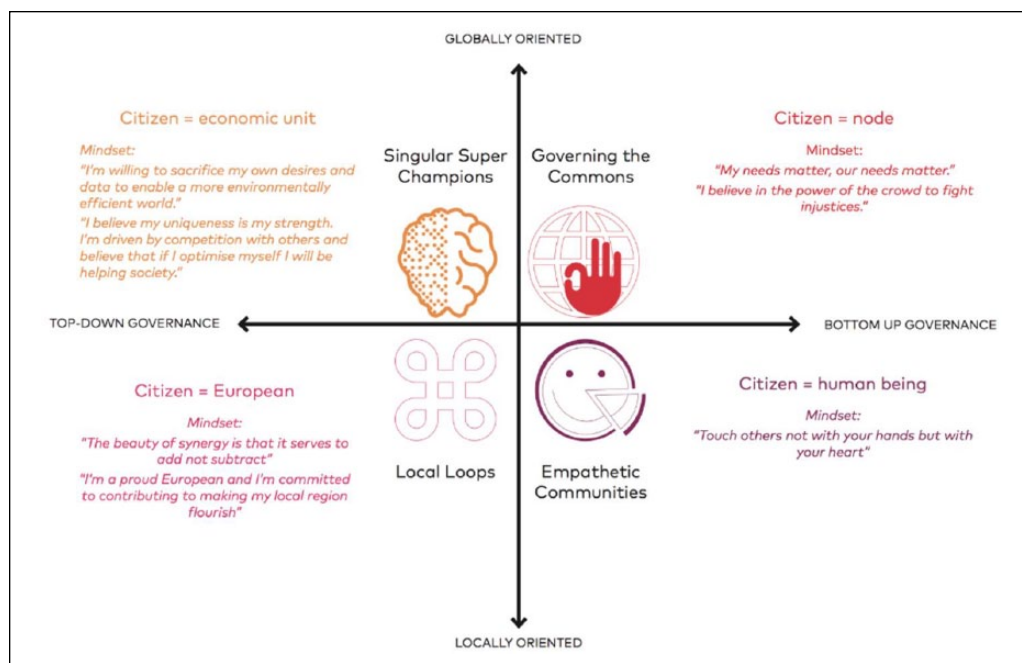 GLOBALLY ORIENTED
Citizen = economic unit
Mindset:
"I'm willing to sacrifice my own desires and
data to enable a more environmentally
efficient world."
"I believe my uniqueness is my strength.
I'm driven by competition with others and
believe that if I optimise myself I will be
helping society."
Singular Super
Champions
Governing the
Commons
Citizen = node
Mindset:
"My needs matter, our needs matter."
"I believe in the power of the crowd to fight
injustices."
TOP-DOWN GOVERNANCE
BOTTOM UP GOVERNANCE
Citizen = European
Mindset:
"The beauty of synergy is that it serves to
add not subtract"
"I'm a proud European and I'm committed
to contributing to making my local region
flourish"
Local Loops
Empathetic
Communities
Citizen = human being
Mindset:
"Touch others not with your hands but with
your heart"
LOCALLY ORIENTED